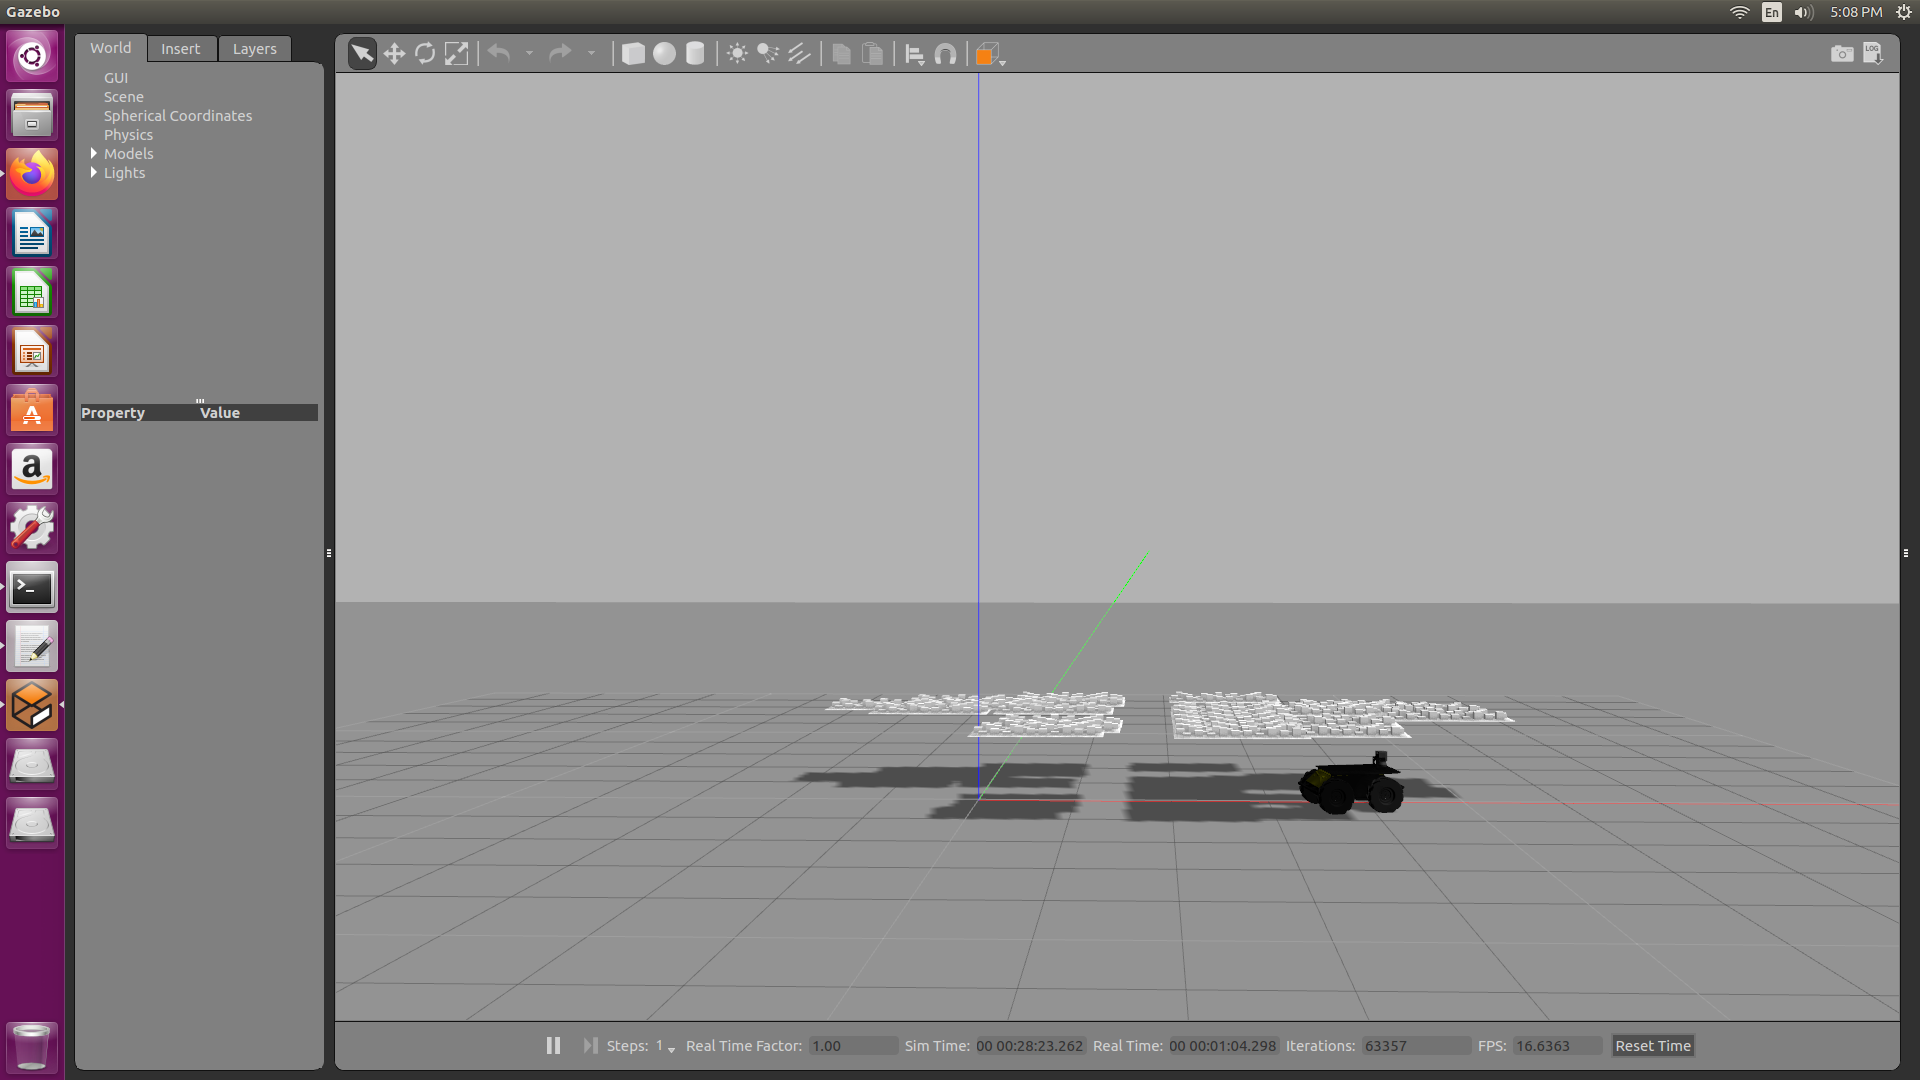 Gazebo
En
5:08 PM
World Insert Layers
LOG
GUI
Scene
Spherical Coordinates
Physics
Models
Lights
Property Value
Steps: 1 Real Time Factor: 1.00 Sim Time: 00 00:28:23.262 Real Time: 00 00:01:04.298 Iterations: 63357 FPS: 16.6363 Reset Time